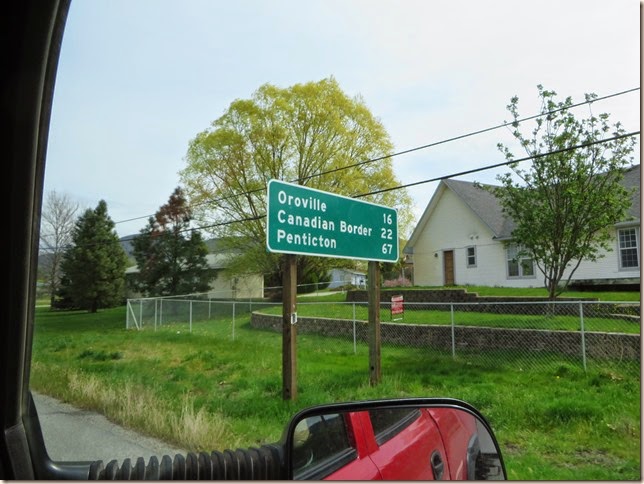 Oroville 16
Canadian Border 22
Penticton 67